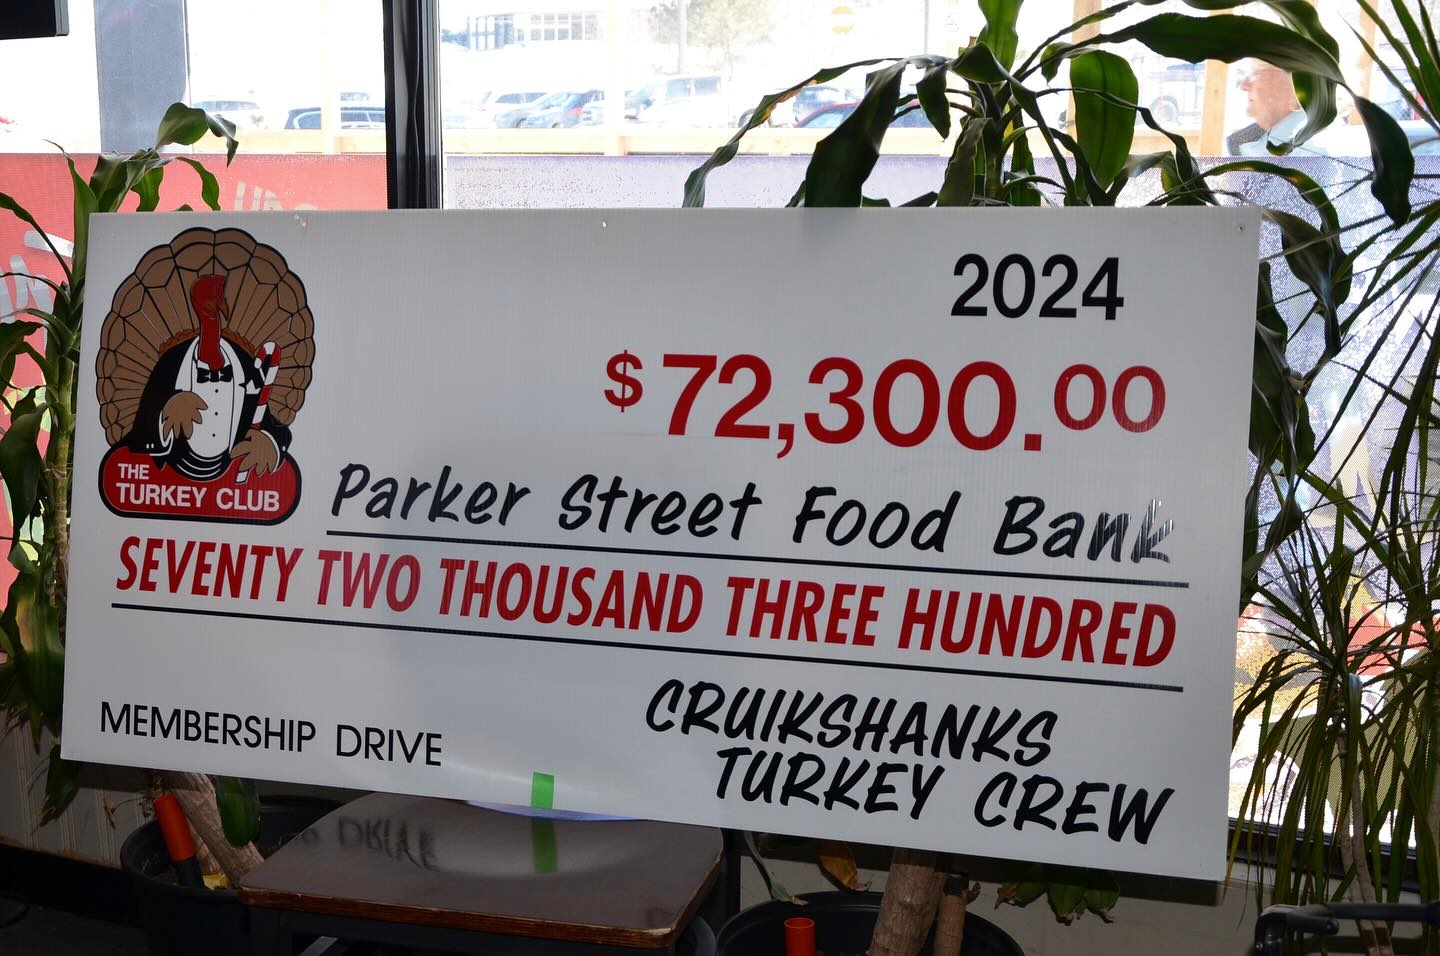 2024
$72,300.00
THE
TURKEY CLUB
Parker Street Food Bank
SEVENTY TWO THOUSAND THREE HUNDRED
MEMBERSHIP DRIVE
CRUIKSHANKS
TURKEY CREW